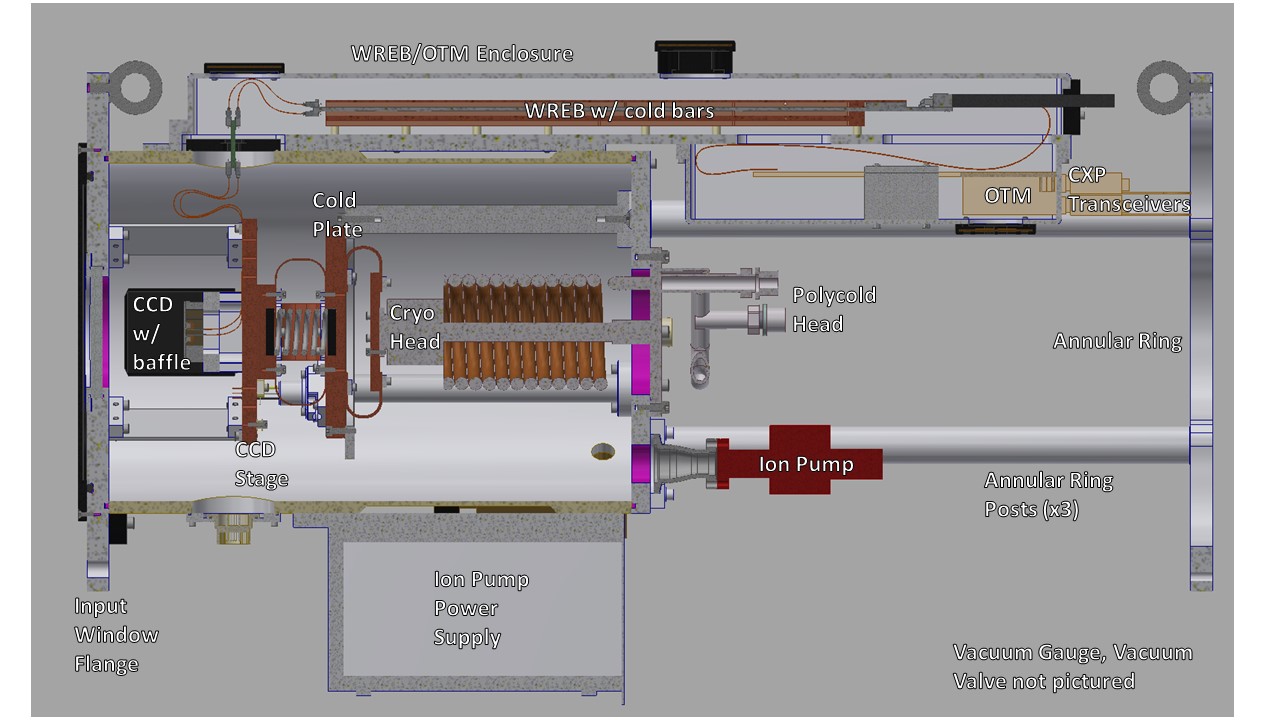 WREB/OTM Enclosure
WREB w/ cold bars
Cold
Plate
CXP
Transceivers
OTM
CCD
w/
baffle
Cryo
Head
Polycold
Head
Annular Ring
CCD
Stage
Ion Pump
Annular Ring
Posts (x3)
Ion Pump
Power
Supply
Input
Window
Flange
Vacuum Gauge, Vacuum
Valve not pictured